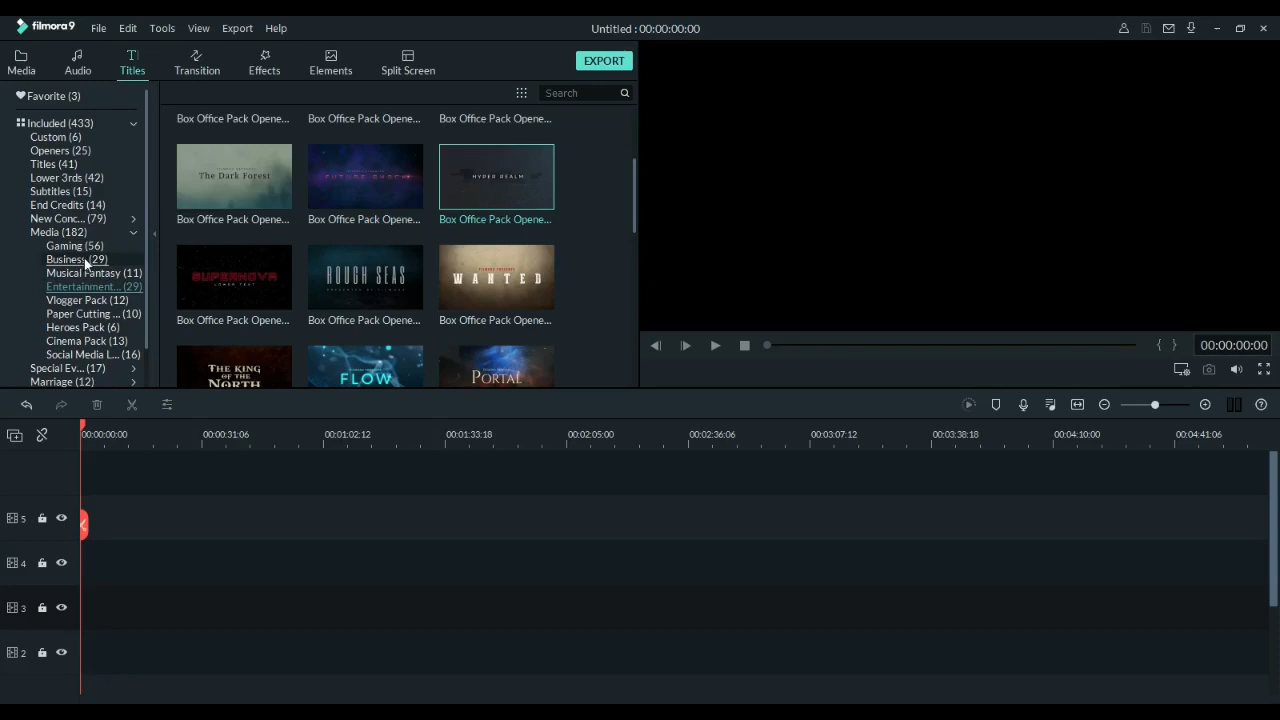 filmora9 File Edit Tools View Export Help Untitled : 00:00:00:00
Media Audio Titles Transition Effects Elements Split Screen EXPORT
Favorite (3)
Search
Included (433)
Custom (6)
Openers (25)
Titles (41)
Lower 3rds (42)
Subtitles (15)
End Credits (14)
New Conc... (79)
Media (182)
Gaming (56)
Business (29)
Musical Fantasy (11)
Entertainment... (29)
Vlogger Pack (12)
Paper Cutting ... (10)
Heroes Pack (6)
Cinema Pack (13)
Social Media L... (16)
Special Ev... (17)
Marriage (12)
Box Office Pack Opene... Box Office Pack Opene... Box Office Pack Opene...
The Dark Forest FUTURE SHOCK HYPER REALM
Box Office Pack Opene... Box Office Pack Opene... Box Office Pack Opene...
SUPERNOVA
LOWER TEXT
ROUGH SEAS
WANTED
Box Office Pack Opene... Box Office Pack Opene... Box Office Pack Opene...
THE KING
OF THE
NORTH
FLOW
PORTAL
{ } 00:00:00:00
00:00:00:00 00:00:31:06 00:01:02:12 00:01:33:18 00:02:05:00 00:02:36:06 00:03:07:12 00:03:38:18 00:04:10:00 00:04:41:06
5
4
3
2